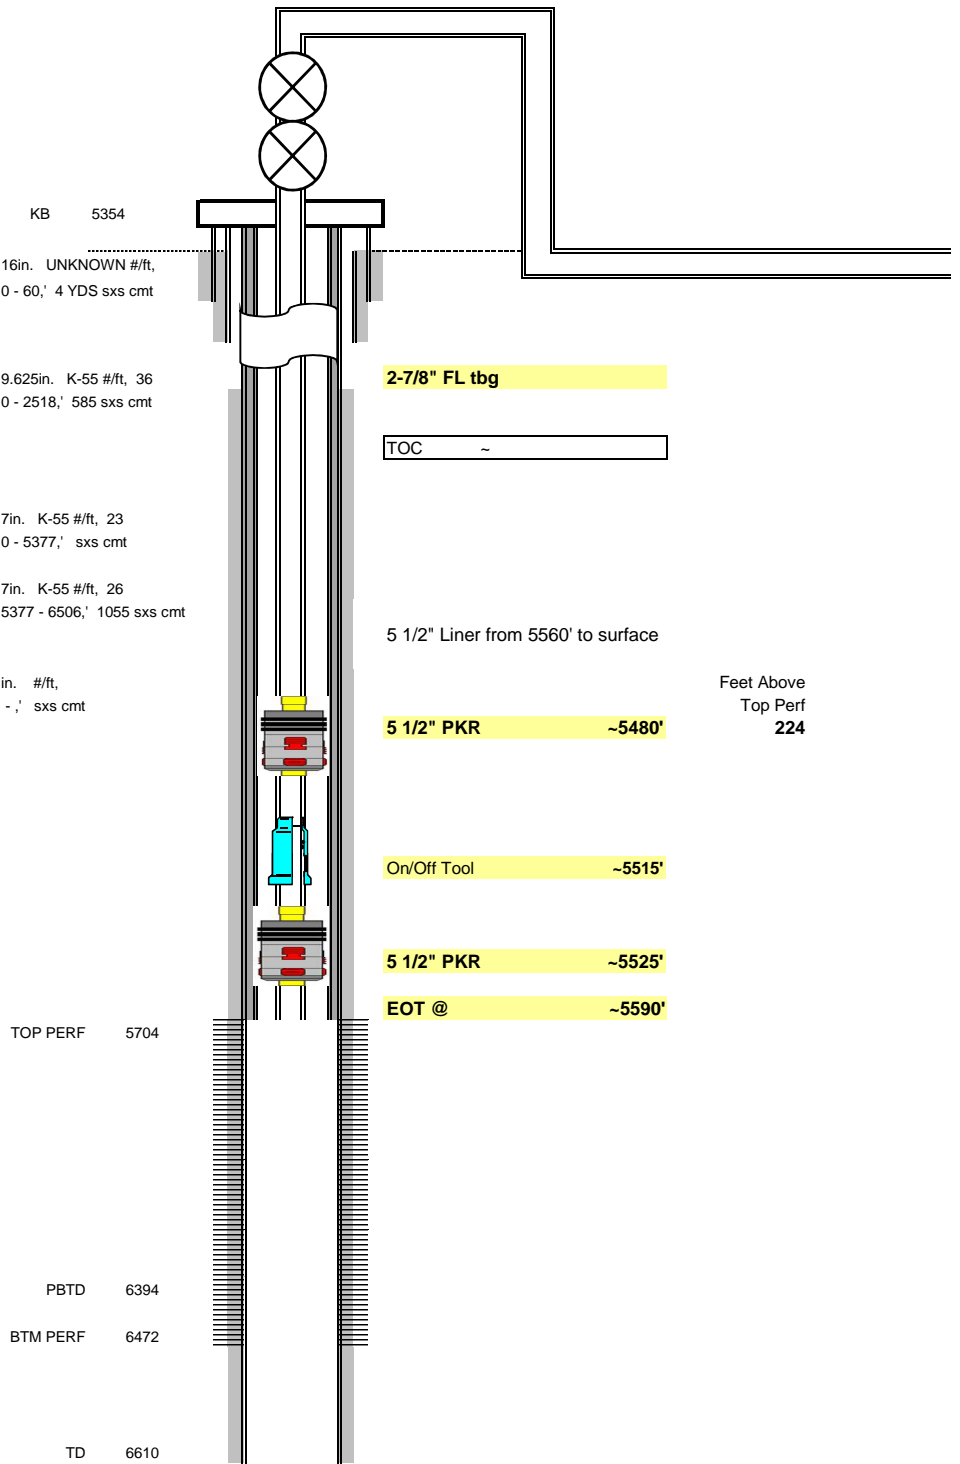 KB 5354
16in. UNKNOWN #/ft,
0 - 60,' 4 YDS sxs cmt
9.625in. K-55 #/ft, 36
0 - 2518,' 585 sxs cmt
2-7/8" FL tbg
TOC ~
7in. K-55 #/ft, 23
0 - 5377,' sxs cmt
7in. K-55 #/ft, 26
5377 - 6506,' 1055 sxs cmt
5 1/2" Liner from 5560' to surface
in. #/ft,
- ,' sxs cmt
Feet Above
Top Perf
5 1/2" PKR ~5480' 224
On/Off Tool ~5515'
5 1/2" PKR ~5525'
EOT @ ~5590'
TOP PERF 5704
PBTD 6394
BTM PERF 6472
TD 6610